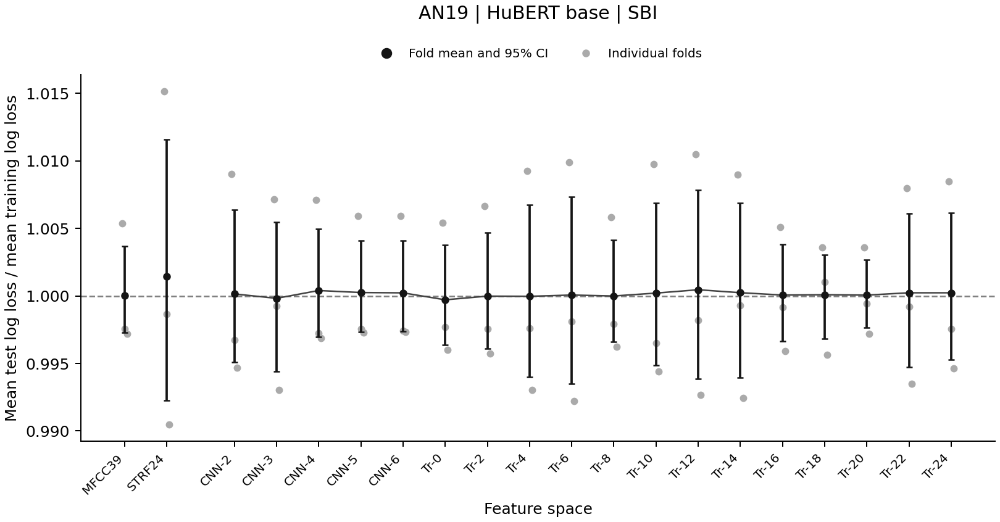 AN19 | HuBERT base | SBI
Fold mean and 95% CI
Individual folds
Mean test log loss / mean training log loss
1.015
1.010
1.005
1.000
0.995
0.990
MFCC39
STRF24
CNN-2
CNN-3
CNN-4
CNN-5
CNN-6
Tr-0
Tr-2
Tr-4
Tr-6
Tr-8
Tr-10
Tr-12
Tr-14
Tr-16
Tr-18
Tr-20
Tr-22
Tr-24
Feature space